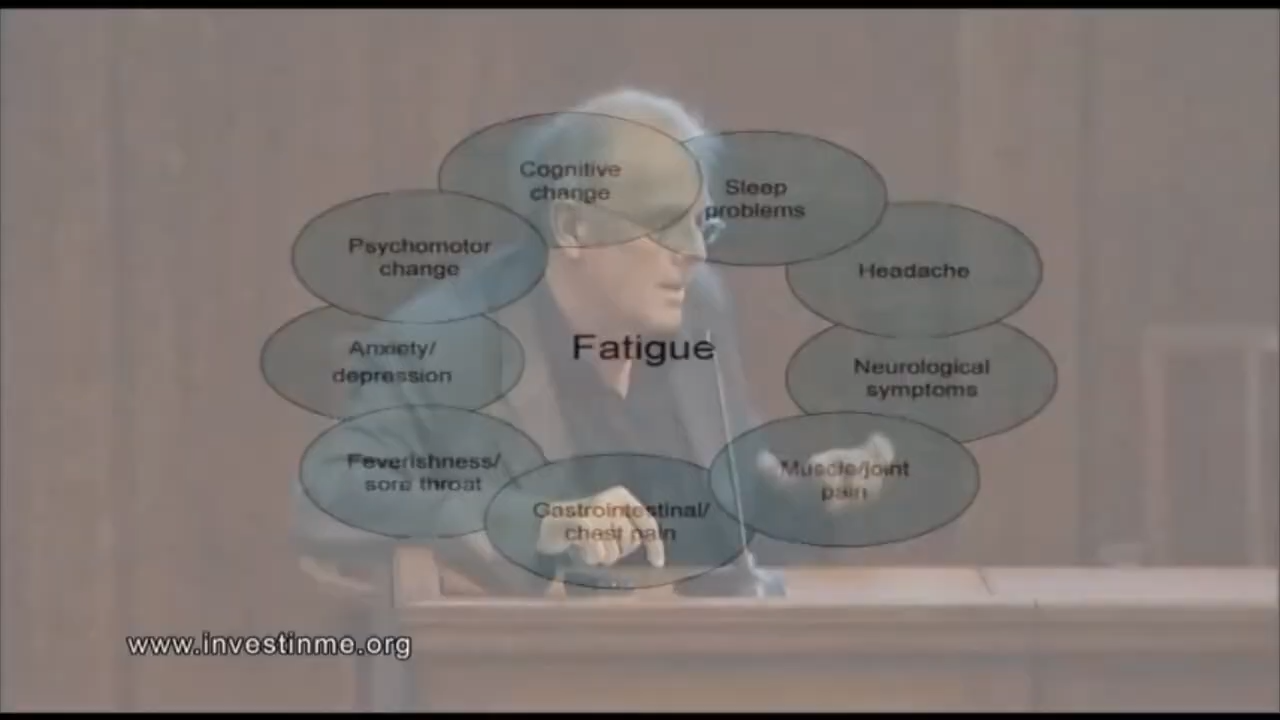 Cognitive
change
Sleep
problems
Psychomotor
change
Headache
Fatigue
Anxiety/
depression
Neurological
symptoms
Feverishness/
sore throat
Muscle/joint
pain
Gastrointestinal/
chest pain
www.investinme.org